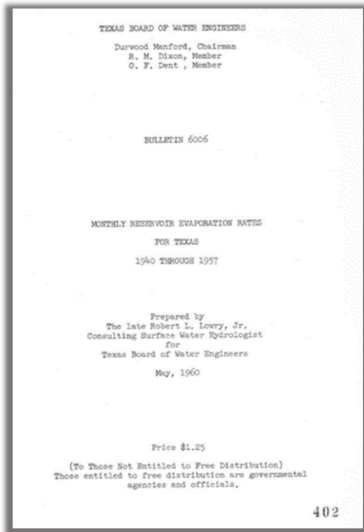 TEXAS BOARD OF WATER ENGINEERS
Durwood Manford, Chairman
R. M. Dixon, Member
O. F. Dent , Member
BULLETIN 6006
MONTHLY RESERVOIR EVAPORATION RATES
FOR TEXAS
1940 THROUGH 1957
Prepared by
The late Robert L. Lowry, Jr.
Consulting Surface Water Hydrologist
for
Texas Board of Water Engineers
May, 1960
Price $1.25
(To Those Not Entitled to Free Distribution)
Those entitled to free distribution are governmental
agencies and officials.
402